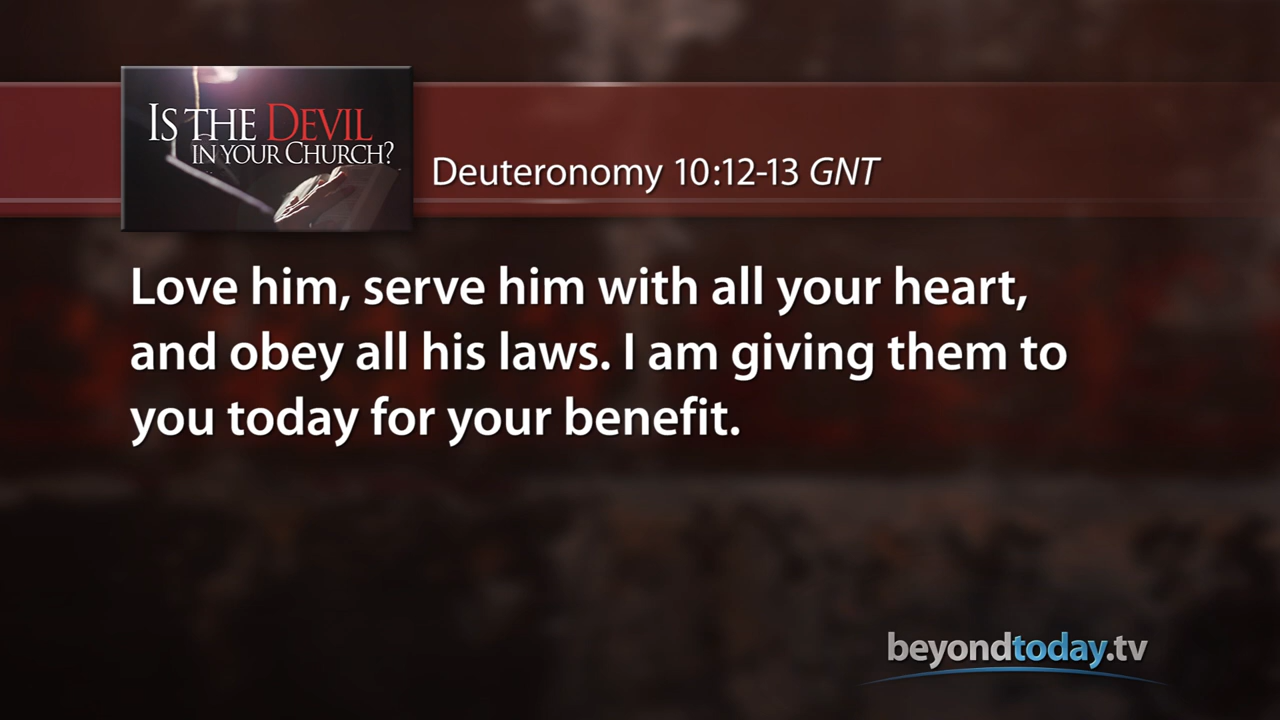 IS THE DEVIL
IN YOUR CHURCH?
Deuteronomy 10:12-13 GNT
Love him, serve him with all your heart,
and obey all his laws. I am giving them to
you today for your benefit.
beyondtoday.tv